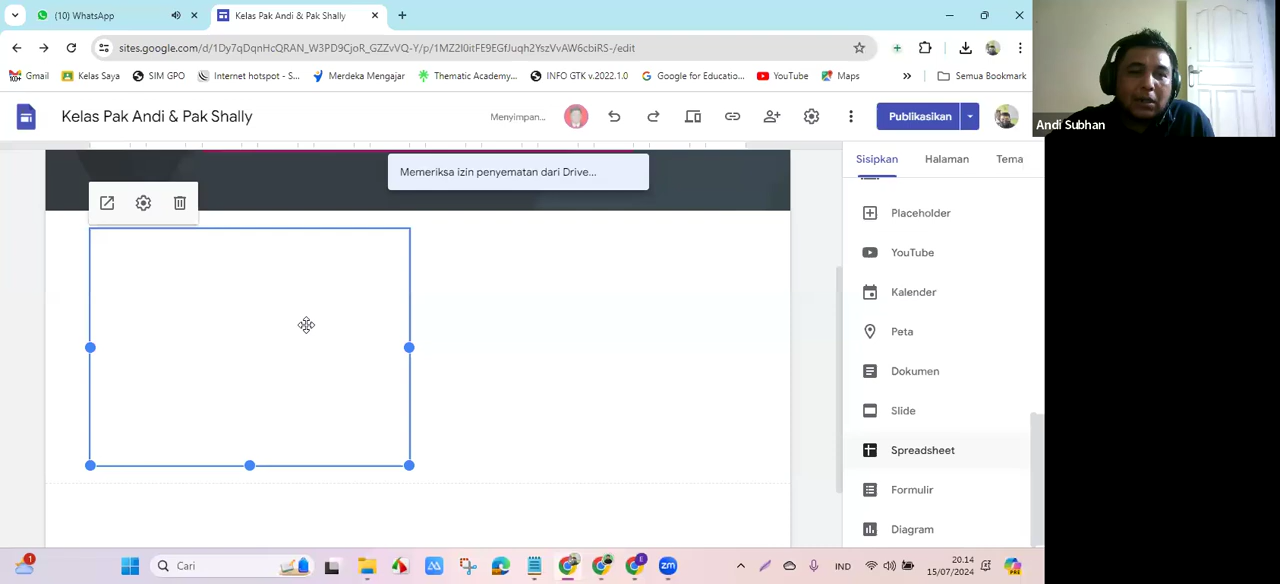 (10) WhatsApp
Kelas Pak Andi & Pak Shally
sites.google.com/d/1Dy7qDqnHcQRAN_W3PD9CjoR_GZZvVQ-Y/p/1MZ2I0itFE9EGfJuqh2YszVvAW6cbiRS-/edit
Gmail
Kelas Saya
SIM GPO
Internet hotspot - S...
Merdeka Mengajar
Thematic Academy...
INFO GTK v.2022.1.0
Google for Educatio...
YouTube
Maps
Semua Bookmark
Kelas Pak Andi & Pak Shally
Menyimpan...
Publikasikan
Andi Subhan
Sisipkan
Halaman
Tema
Memeriksa izin penyematan dari Drive...
Placeholder
YouTube
Kalender
Peta
Dokumen
Slide
Spreadsheet
Formulir
Diagram
1
Cari
zm
IND
20.14
15/07/2024
PRE